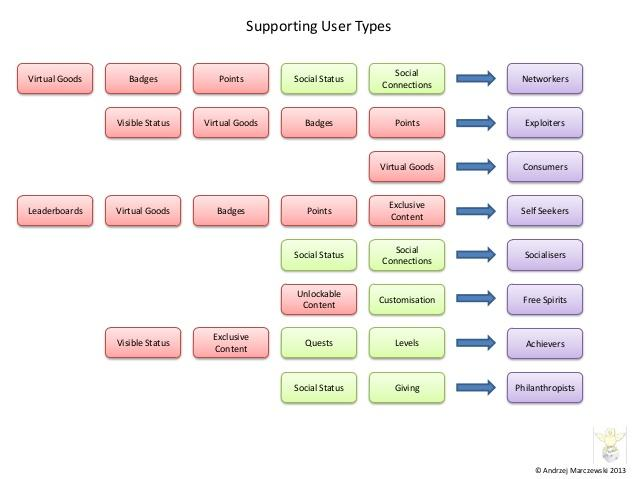 Supporting User Types
Virtual Goods Badges Points Social Status Social Connections Networkers
Visible Status Virtual Goods Badges Points Exploiters
Virtual Goods Consumers
Leaderboards Virtual Goods Badges Points Exclusive Content Self Seekers
Social Status Social Connections Socialisers
Unlockable Content Customisation Free Spirits
Visible Status Exclusive Content Quests Levels Achievers
Social Status Giving Philanthropists
© Andrzej Marczewski 2013